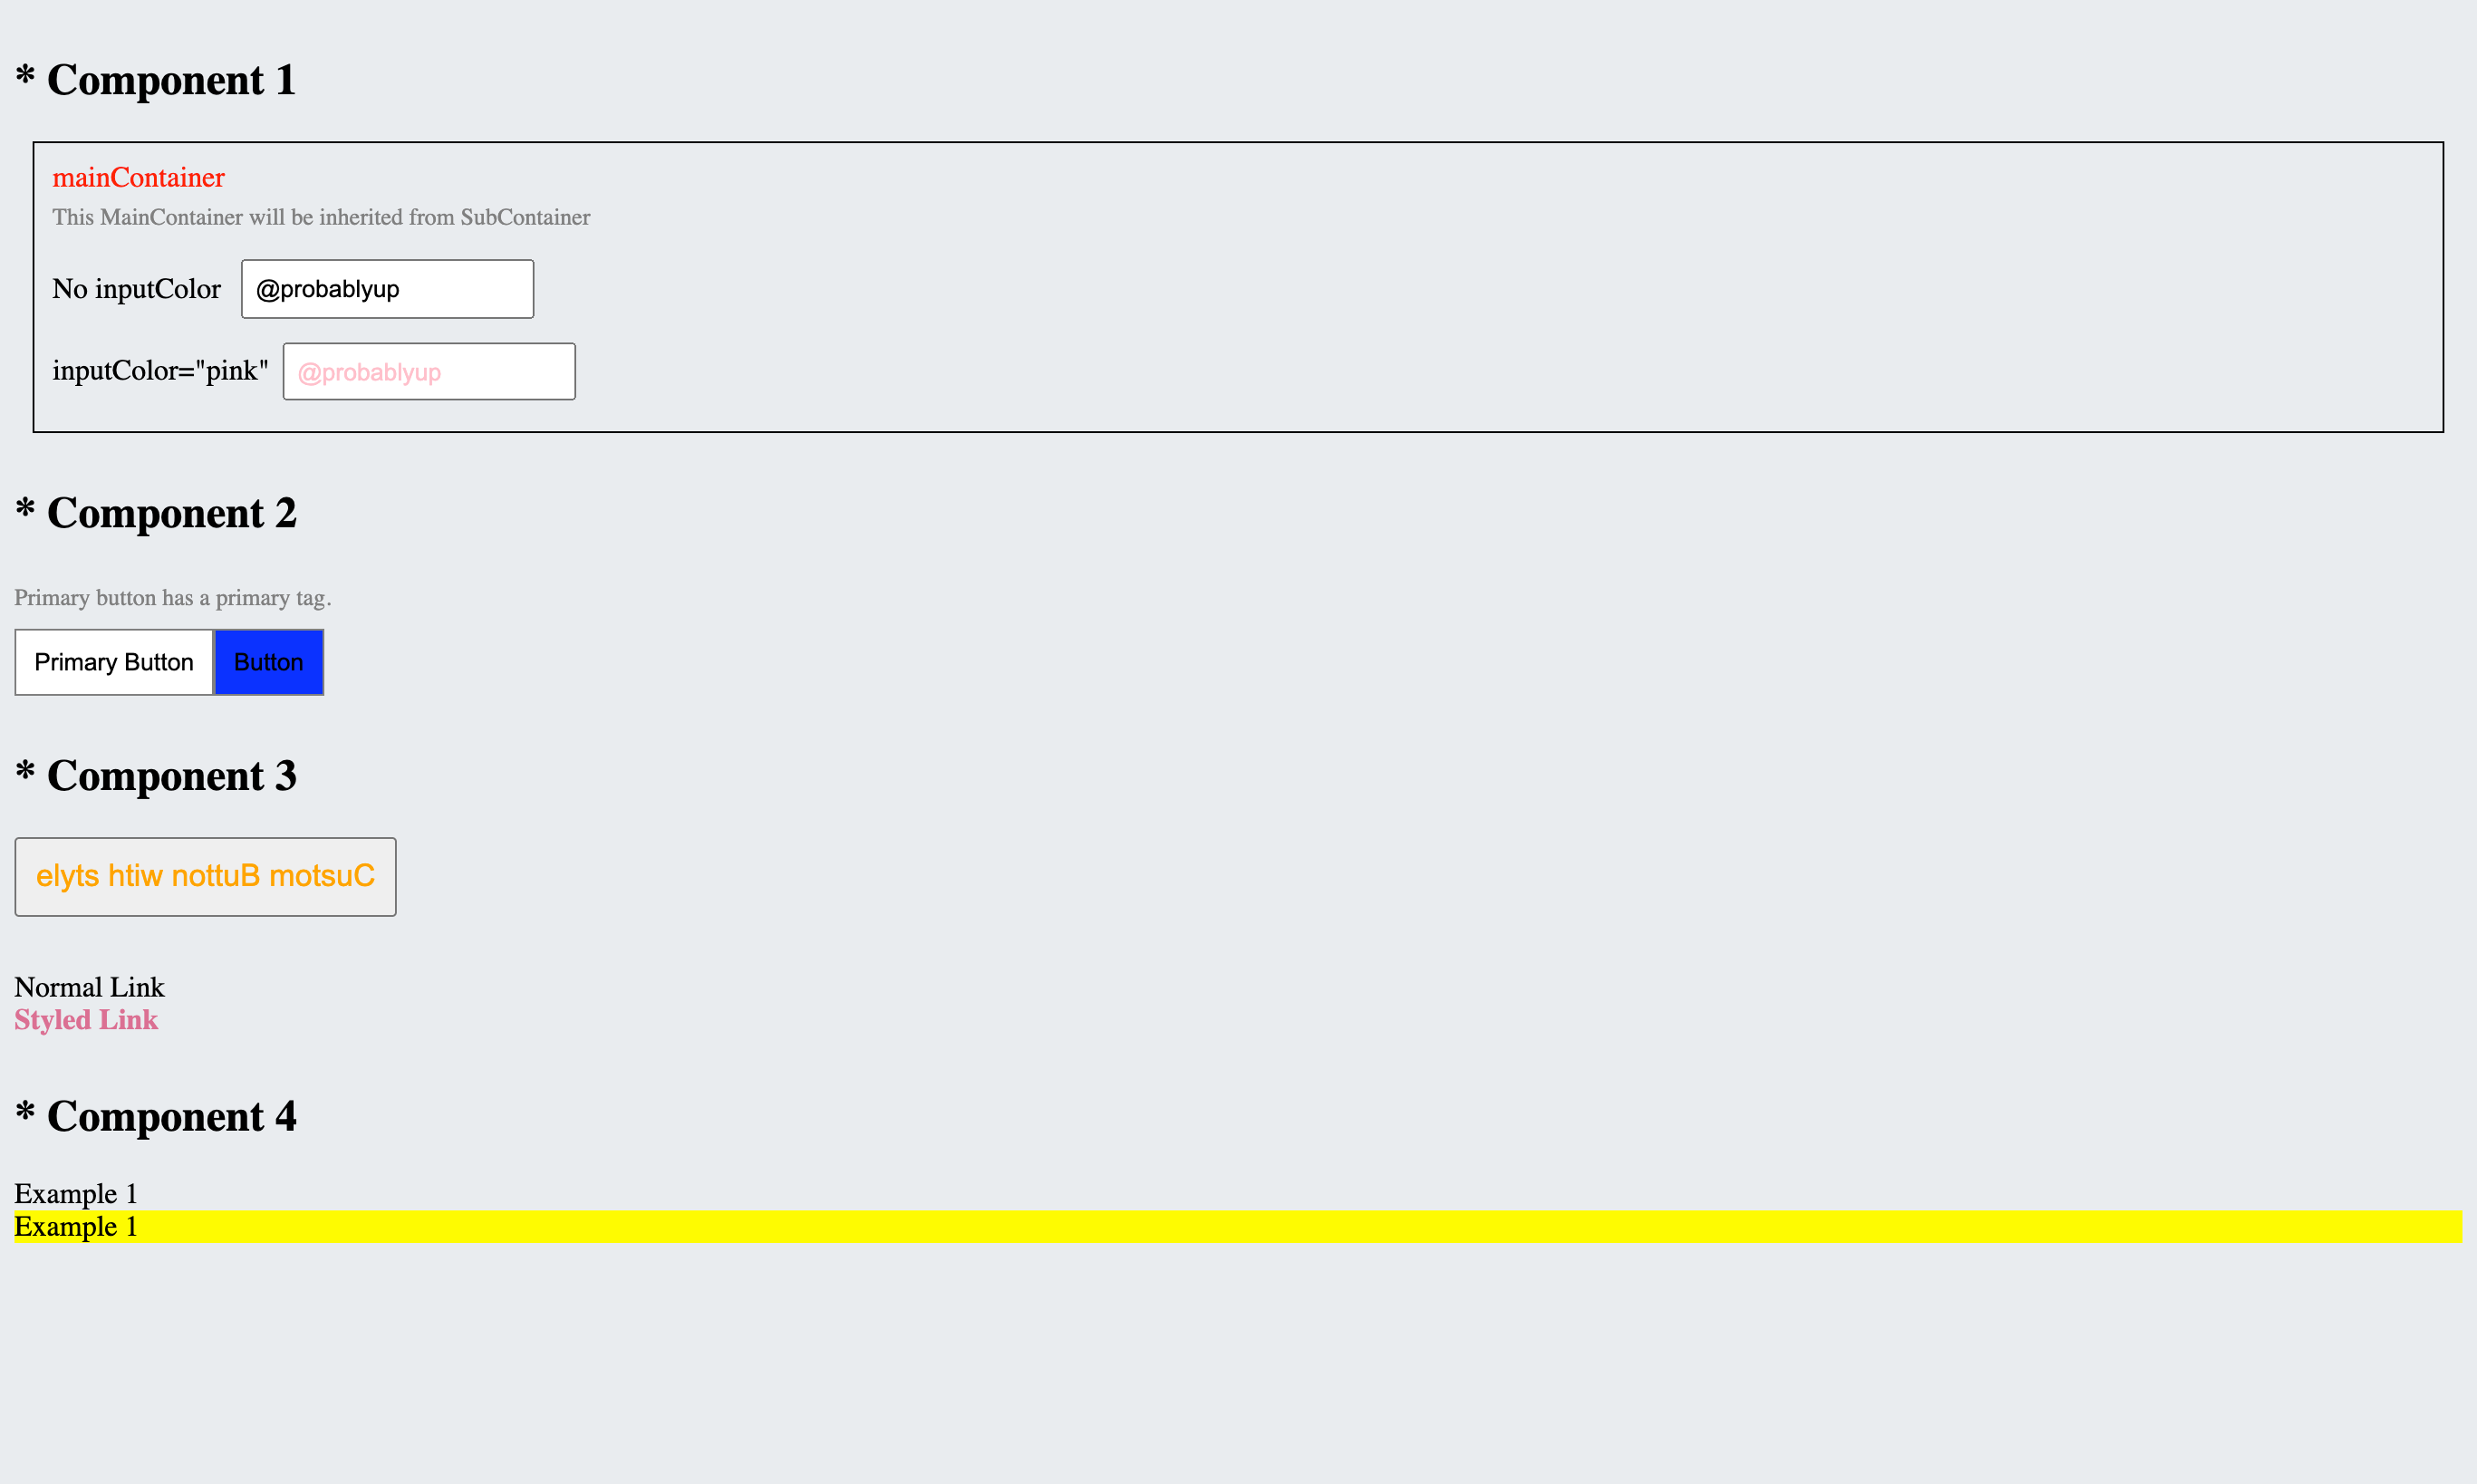 * Component 1
mainContainer
This MainContainer will be inherited from SubContainer
No inputColor @probablyup
inputColor="pink" @probablyup
* Component 2
Primary button has a primary tag.
Primary Button Button
* Component 3
elyts htiw nottuB motsuC
Normal Link
Styled Link
* Component 4
Example 1
Example 1